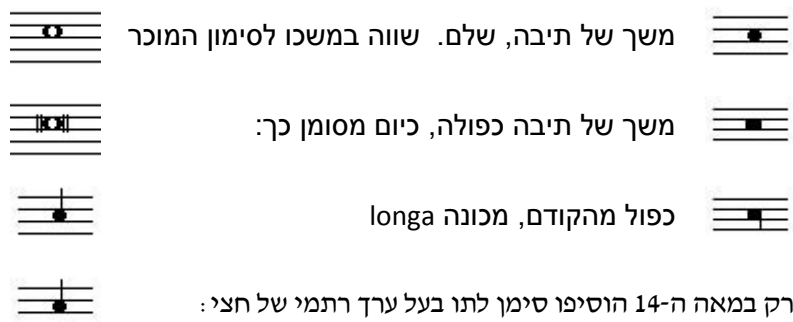 משך של תיבה, שלם.  שווה במשכו לסימון המוכר
משך של תיבה כפולה, כיום מסומן כך:
כפול מהקודם, מכונה longa
רק במאה ה-14 הוסיפו סימן לתו בעל ערך רתמי של חצי: